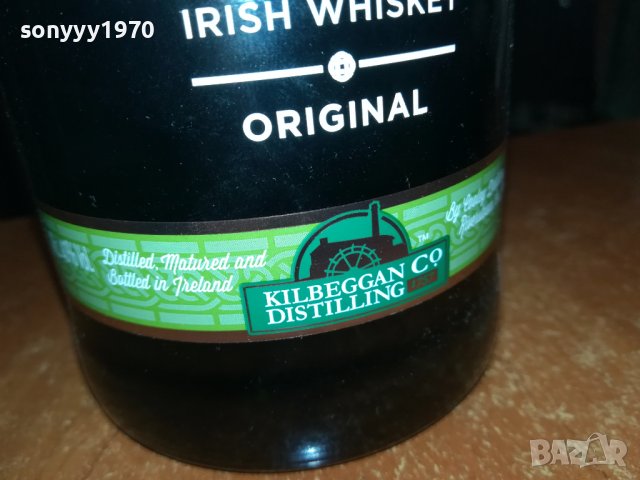 sonyyy1970
IRISH WHISKEY
ORIGINAL
Distilled, Matured and
Bottled in Ireland
KILBEGGAN CO
DISTILLING
TM
BAZAR